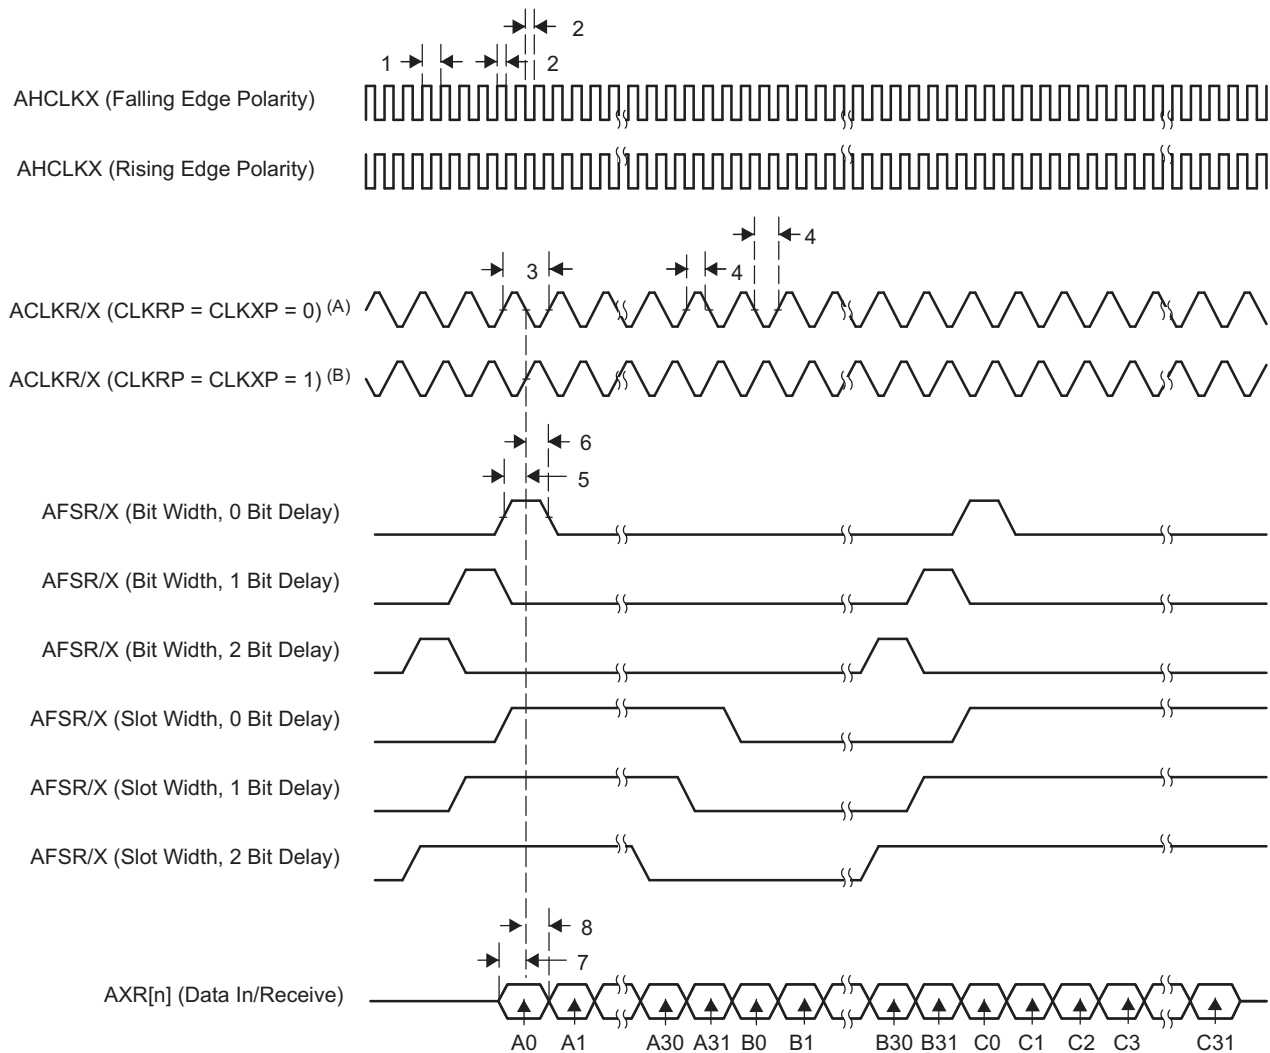 2
1
2
AHCLKX (Falling Edge Polarity)
AHCLKX (Rising Edge Polarity)
4
3
4
ACLKR/X (CLKRP = CLKXP = 0) (A)
ACLKR/X (CLKRP = CLKXP = 1) (B)
6
5
AFSR/X (Bit Width, 0 Bit Delay)
AFSR/X (Bit Width, 1 Bit Delay)
AFSR/X (Bit Width, 2 Bit Delay)
AFSR/X (Slot Width, 0 Bit Delay)
AFSR/X (Slot Width, 1 Bit Delay)
AFSR/X (Slot Width, 2 Bit Delay)
8
7
AXR[n] (Data In/Receive)
A0 A1 A30 A31 B0 B1 B30 B31 C0 C1 C2 C3 C31